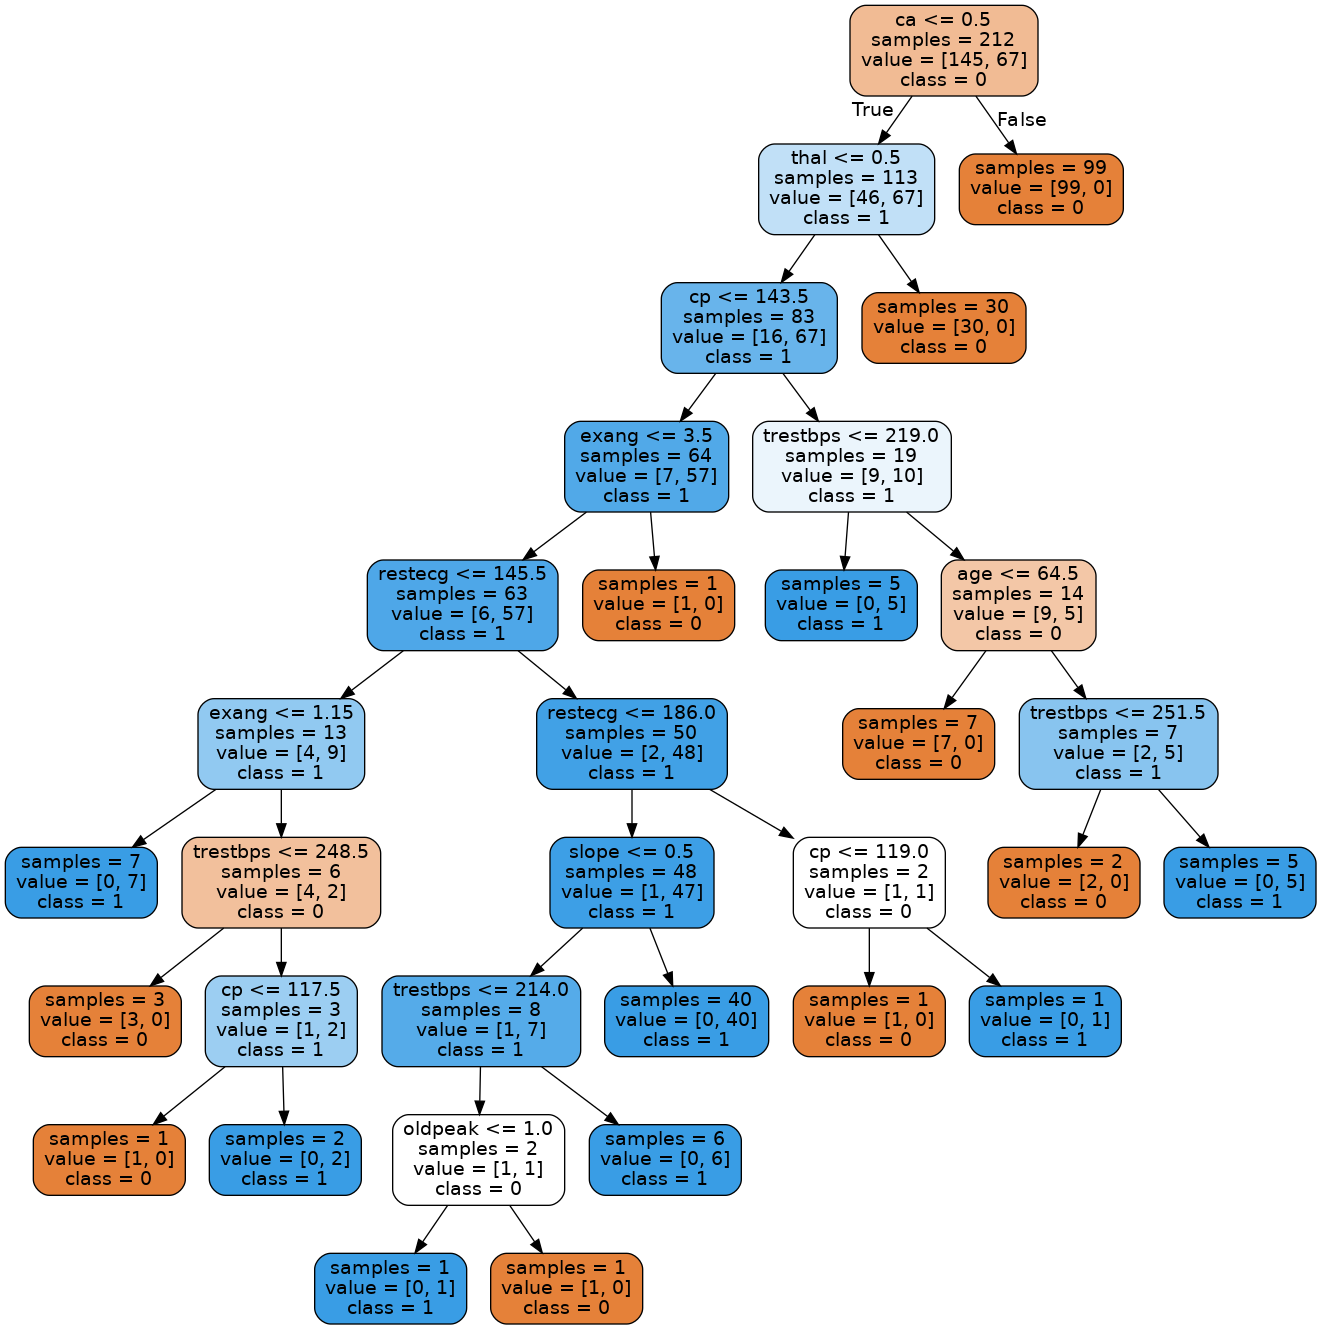 ca <= 0.5
samples = 212
value = [145, 67]
class = 0
True
False
thal <= 0.5
samples = 113
value = [46, 67]
class = 1
samples = 99
value = [99, 0]
class = 0
cp <= 143.5
samples = 83
value = [16, 67]
class = 1
samples = 30
value = [30, 0]
class = 0
exang <= 3.5
samples = 64
value = [7, 57]
class = 1
trestbps <= 219.0
samples = 19
value = [9, 10]
class = 1
restecg <= 145.5
samples = 63
value = [6, 57]
class = 1
samples = 1
value = [1, 0]
class = 0
samples = 5
value = [0, 5]
class = 1
age <= 64.5
samples = 14
value = [9, 5]
class = 0
exang <= 1.15
samples = 13
value = [4, 9]
class = 1
restecg <= 186.0
samples = 50
value = [2, 48]
class = 1
samples = 7
value = [7, 0]
class = 0
trestbps <= 251.5
samples = 7
value = [2, 5]
class = 1
samples = 7
value = [0, 7]
class = 1
trestbps <= 248.5
samples = 6
value = [4, 2]
class = 0
slope <= 0.5
samples = 48
value = [1, 47]
class = 1
cp <= 119.0
samples = 2
value = [1, 1]
class = 0
samples = 2
value = [2, 0]
class = 0
samples = 5
value = [0, 5]
class = 1
samples = 3
value = [3, 0]
class = 0
cp <= 117.5
samples = 3
value = [1, 2]
class = 1
trestbps <= 214.0
samples = 8
value = [1, 7]
class = 1
samples = 40
value = [0, 40]
class = 1
samples = 1
value = [1, 0]
class = 0
samples = 1
value = [0, 1]
class = 1
samples = 1
value = [1, 0]
class = 0
samples = 2
value = [0, 2]
class = 1
oldpeak <= 1.0
samples = 2
value = [1, 1]
class = 0
samples = 6
value = [0, 6]
class = 1
samples = 1
value = [0, 1]
class = 1
samples = 1
value = [1, 0]
class = 0